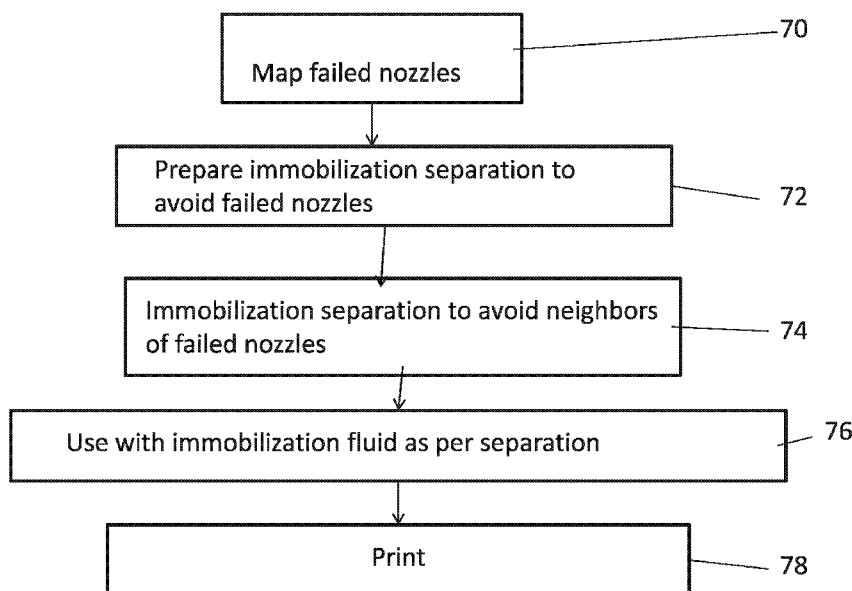 70
Map failed nozzles
Prepare immobilization separation to
avoid failed nozzles
72
Immobilization separation to avoid neighbors
of failed nozzles
74
Use with immobilization fluid as per separation
76
Print
78